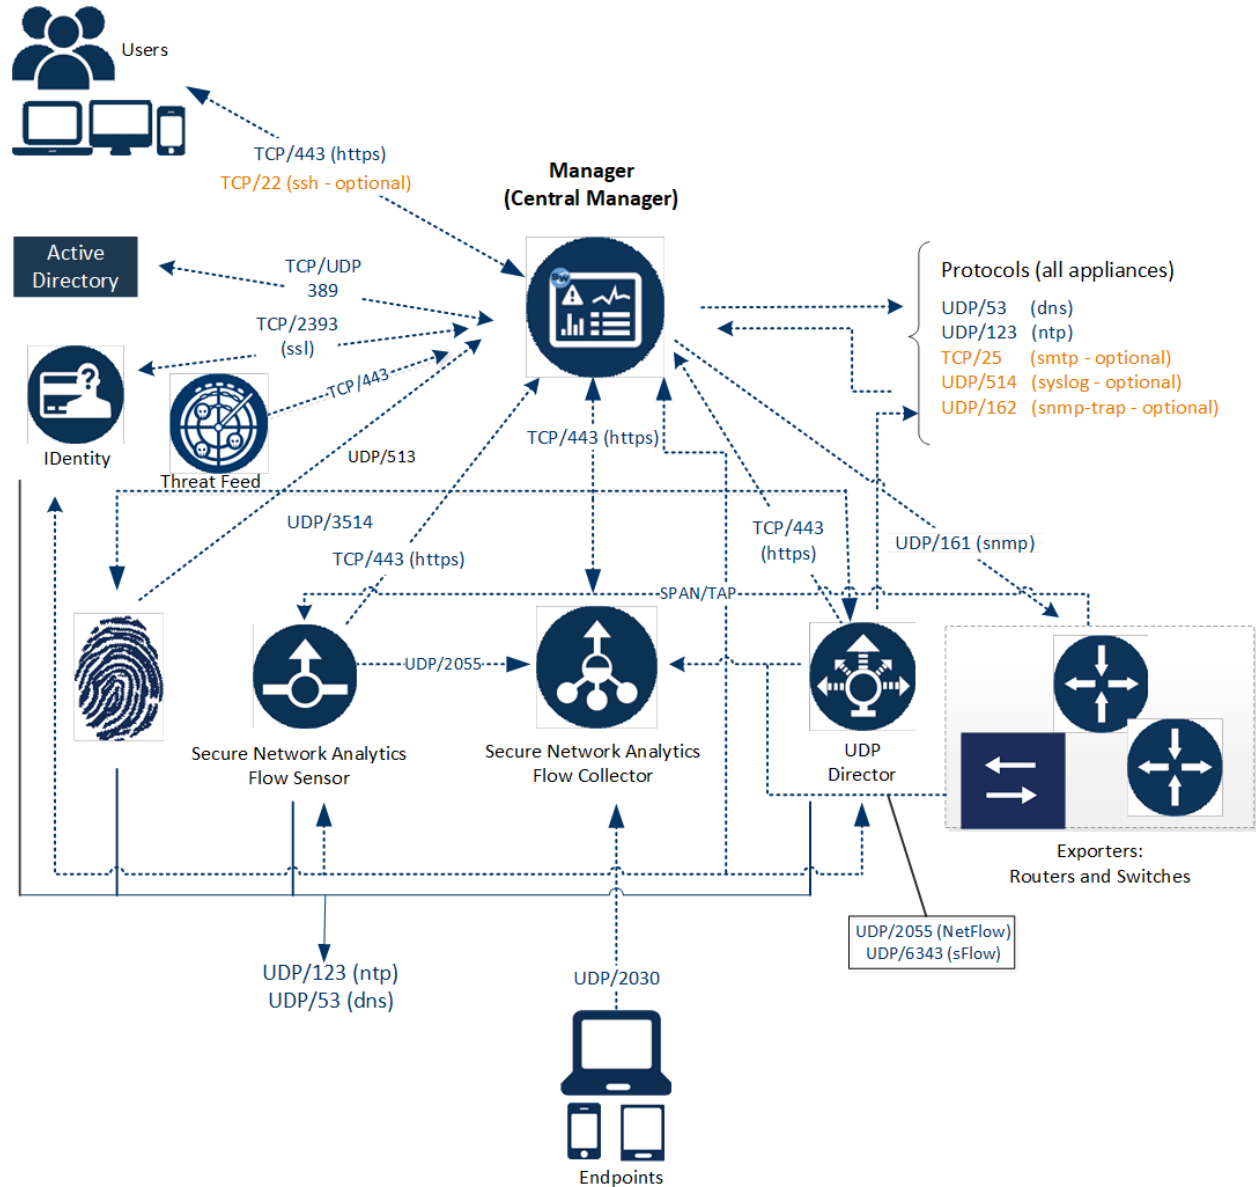 Users
TCP/443 (https)
TCP/22 (ssh - optional)
Manager
(Central Manager)
Active
Directory
TCP/UDP
389
TCP/2393
(ssl)
TCP/443
IDentity
Threat Feed
UDP/513
UDP/3514
TCP/443 (https)
TCP/443 (https)
Protocols (all appliances)
UDP/53 (dns)
UDP/123 (ntp)
TCP/25 (smtp - optional)
UDP/514 (syslog - optional)
UDP/162 (snmp-trap - optional)
TCP/443
(https)
UDP/161 (snmp)
SPAN/TAP
UDP/2055
Secure Network Analytics
Flow Sensor
Secure Network Analytics
Flow Collector
UDP
Director
Exporters:
Routers and Switches
UDP/2055 (NetFlow)
UDP/6343 (sFlow)
UDP/123 (ntp)
UDP/53 (dns)
UDP/2030
Endpoints